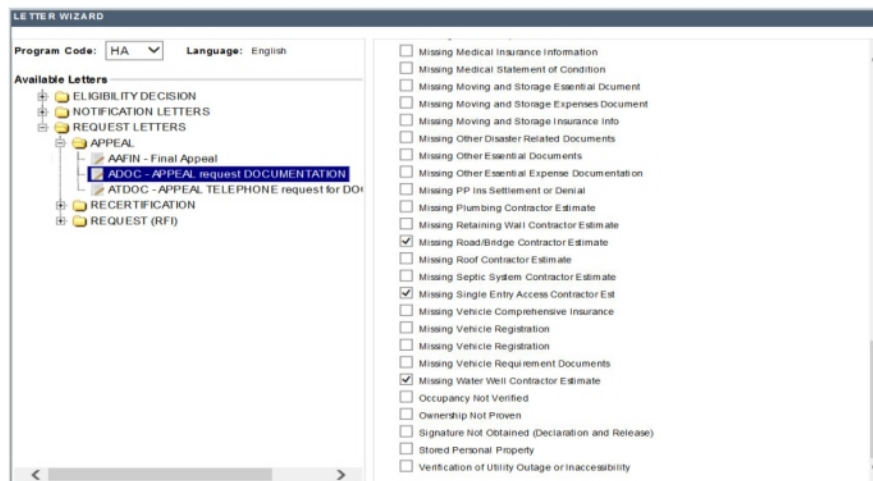 LETTER WIZARD
Program Code: HA Language: English
Available Letters
ELIGIBILITY DECISION
NOTIFICATION LETTERS
REQUEST LETTERS
APPEAL
AAFIN - Final Appeal
ADOC - APPEAL request DOCUMENTATION
ATDOC - APPEAL TELEPHONE request for DO
RECERTIFICATION
REQUEST (RFI)
Missing Medical Insurance Information
Missing Medical Statement of Condition
Missing Moving and Storage Essential Dcument
Missing Moving and Storage Expenses Document
Missing Moving and Storage Insurance Info
Missing Other Disaster Related Documents
Missing Other Essential Documents
Missing Other Essential Expense Documentation
Missing PP Ins Settlement or Denial
Missing Plumbing Contractor Estimate
Missing Retaining Wall Contractor Estimate
Missing Road/Bridge Contractor Estimate
Missing Roof Contractor Estimate
Missing Septic System Contractor Estimate
Missing Single Entry Access Contractor Est
Missing Vehicle Comprehensive Insurance
Missing Vehicle Registration
Missing Vehicle Registration
Missing Vehicle Requirement Documents
Missing Water Well Contractor Estimate
Occupancy Not Verified
Ownership Not Proven
Signature Not Obtained (Declaration and Release)
Stored Personal Property
Verification of Utility Outage or Inaccessibility